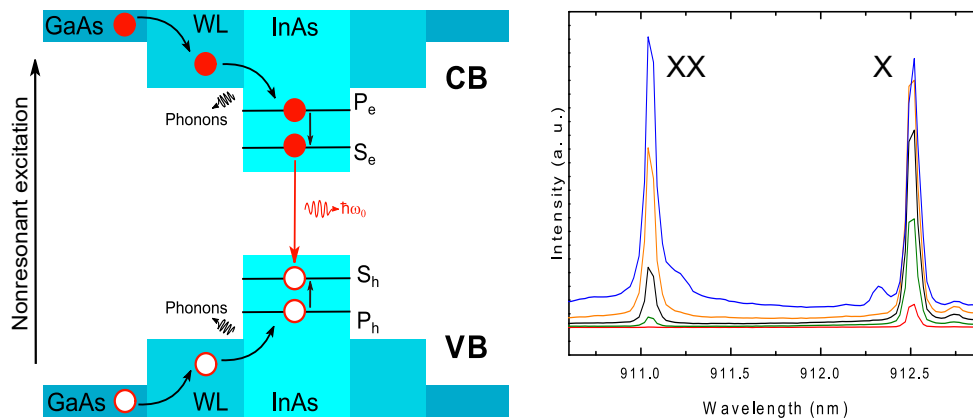 Nonresonant excitation
GaAs
WL
InAs
CB
Phonons
Pe
Se
ħω0
Sh
Ph
Phonons
VB
GaAs
WL
InAs
XX
X
Intensity (a. u.)
911.0
911.5
912.0
912.5
Wavelength (nm)